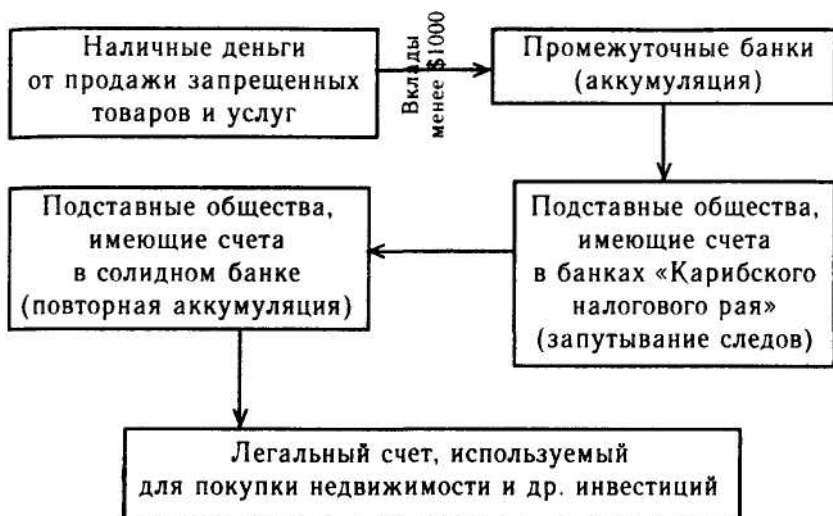 Наличные деньги
от продажи запрещенных
товаров и услуг
Вклады
менее $1000
Промежуточные банки
(аккумуляция)
Подставные общества,
имеющие счета
в банках «Карибского
налогового рая»
(запутывание следов)
Подставные общества,
имеющие счета
в солидном банке
(повторная аккумуляция)
Легальный счет, используемый
для покупки недвижимости и др. инвестиций